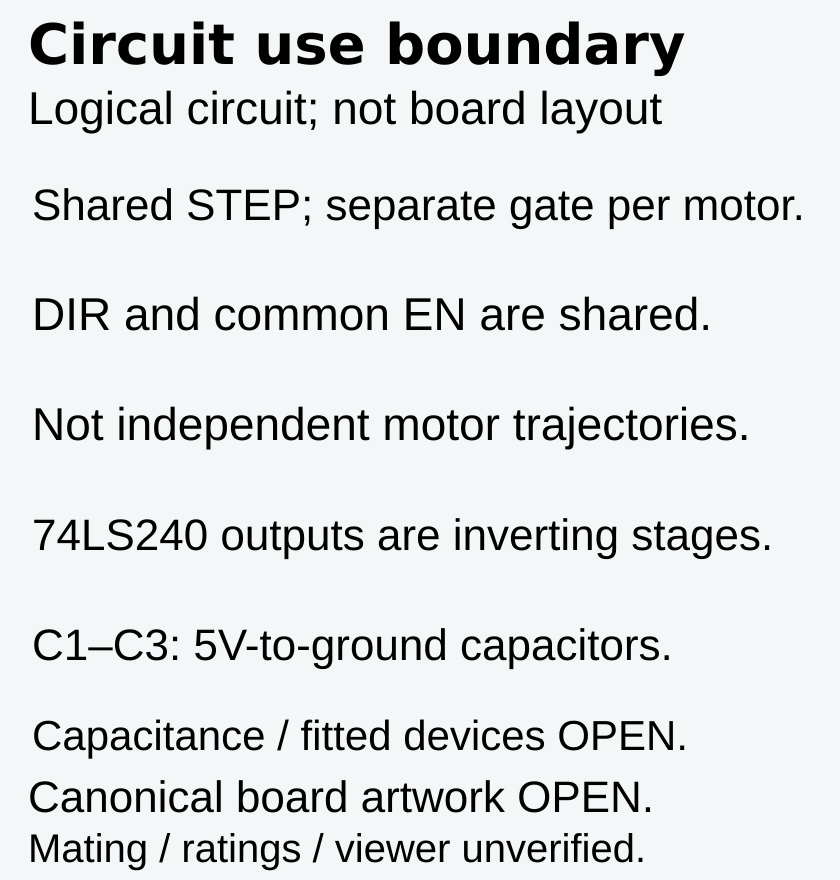 Circuit use boundary
Logical circuit; not board layout
Shared STEP; separate gate per motor.
DIR and common EN are shared.
Not independent motor trajectories.
74LS240 outputs are inverting stages.
C1–C3: 5V-to-ground capacitors.
Capacitance / fitted devices OPEN.
Canonical board artwork OPEN.
Mating / ratings / viewer unverified.